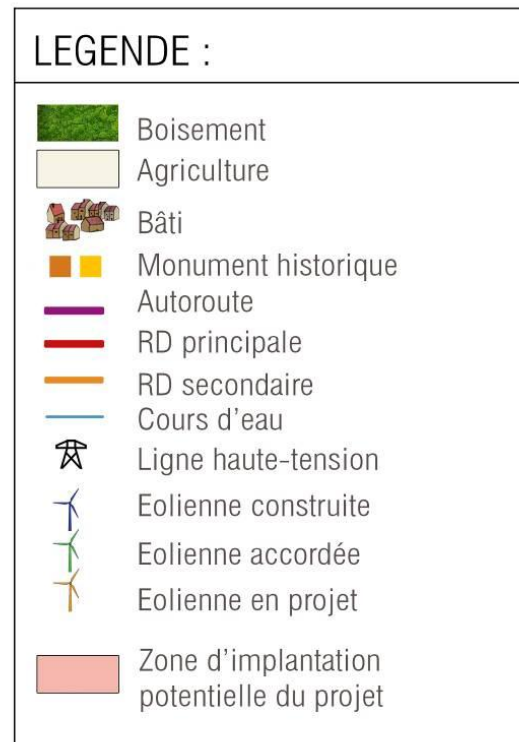 LEGENDE :
Boisement
Agriculture
Bâti
Monument historique
Autoroute
RD principale
RD secondaire
Cours d'eau
Ligne haute-tension
Eolienne construite
Eolienne accordée
Eolienne en projet
Zone d'implantation
potentielle du projet